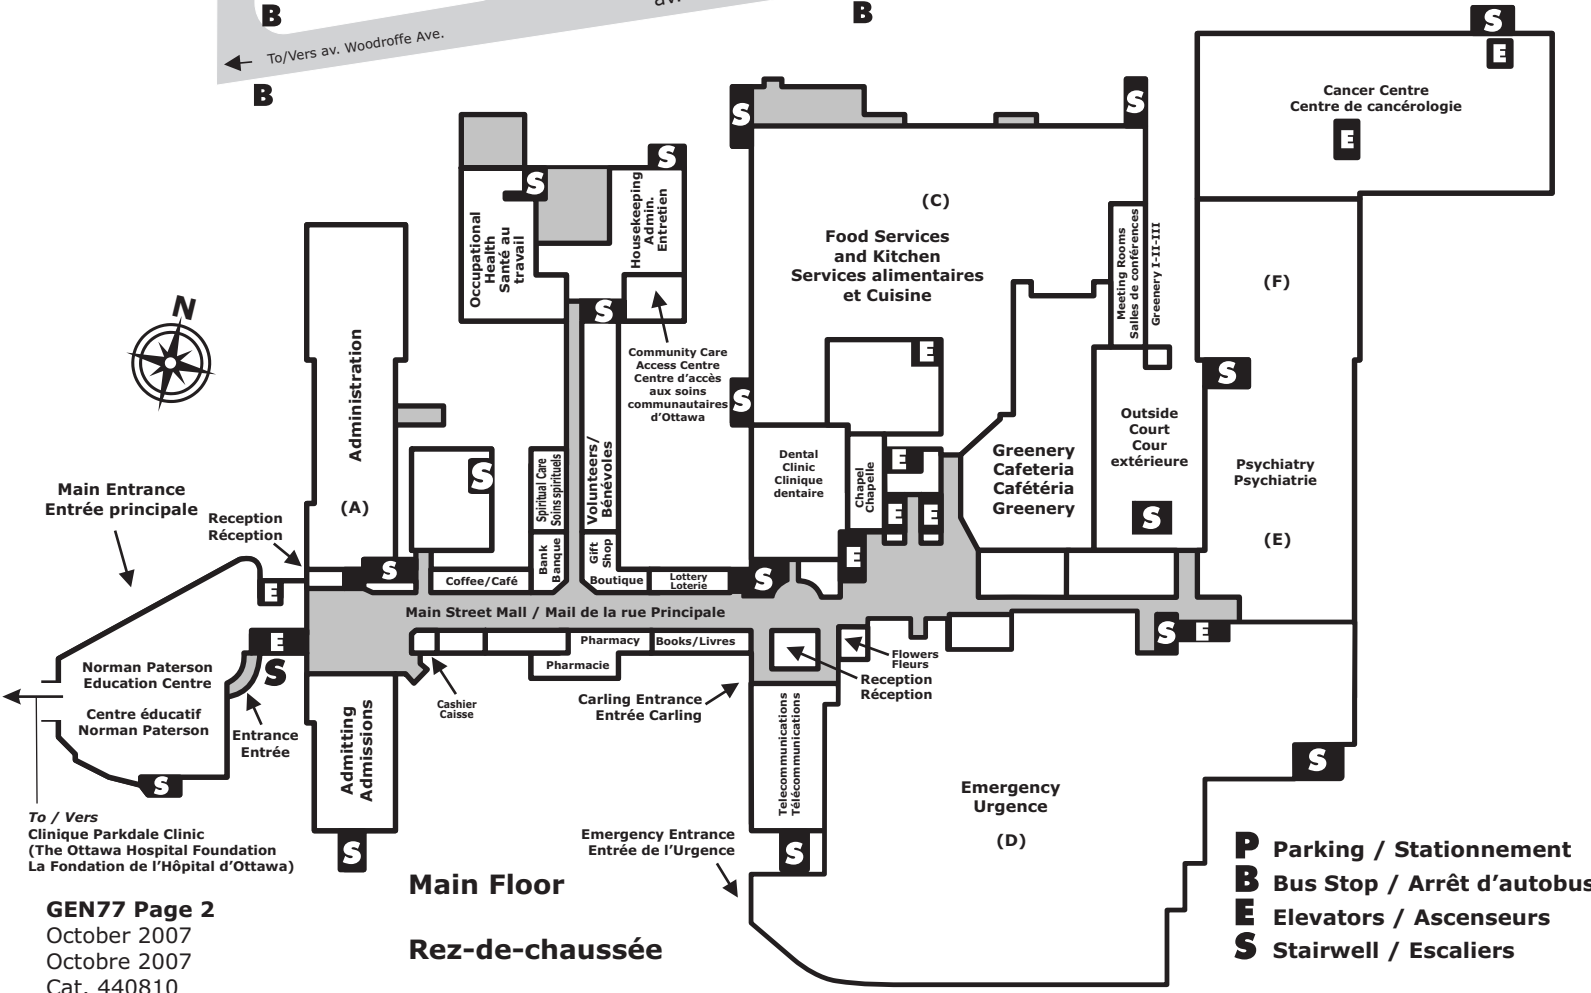 B
B
av.
To/Vers av. Woodroffe Ave.
B
S
E
Cancer Centre
Centre de cancérologie
E
S
S
S
S
Occupational
Health
Santé au
travail
Housekeeping
Admin.
Entretien
(C)
Food Services
and Kitchen
Services alimentaires
et Cuisine
Meeting Rooms
Salles de conférences
Greenery I-II-III
(F)
N
S
Community Care
Access Centre
Centre d'accès
aux soins
communautaires
d'Ottawa
E
S
S
Administration
(A)
S
Spiritual Care
Soins spirituels
Volunteers/
Bénévoles
Dental
Clinic
Clinique
dentaire
Chapel
Chapelle
E
E
E
E
Greenery
Cafeteria
Cafétéria
Greenery
Outside
Court
Cour
extérieure
S
Psychiatry
Psychiatrie
(E)
Main Entrance
Entrée principale
Reception
Réception
E
S
Coffee/Café
Bank
Banque
Gift
Shop
Boutique
Lottery
Loterie
S
Main Street Mall / Mail de la rue Principale
E
S
Pharmacy
Pharmacie
Books/Livres
Flowers
Fleurs
Reception
Réception
S
E
Norman Paterson
Education Centre
Centre éducatif
Norman Paterson
Entrance
Entrée
Cashier
Caisse
Carling Entrance
Entrée Carling
S
Admitting
Admissions
S
Telecommunications
Télécommunications
S
Emergency
Urgence
(D)
S
To / Vers
Clinique Parkdale Clinic
(The Ottawa Hospital Foundation
La Fondation de l'Hôpital d'Ottawa)
Emergency Entrance
Entrée de l'Urgence
Main Floor
Rez-de-chaussée
GEN77 Page 2
October 2007
Octobre 2007
Cat. 440810
P Parking / Stationnement
B Bus Stop / Arrêt d'autobus
E Elevators / Ascenseurs
S Stairwell / Escaliers